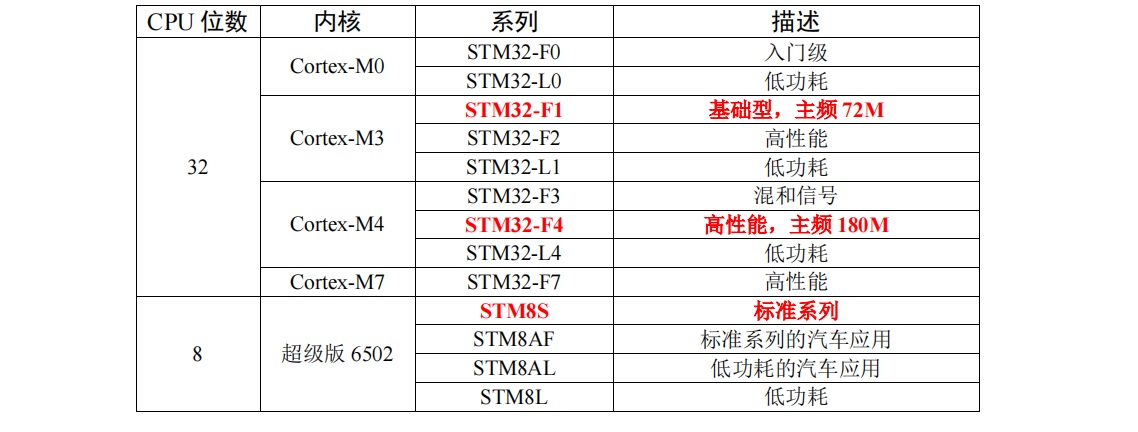 CPU 位数 内核 系列 描述
32 Cortex-M0 STM32-F0 入门级
STM32-L0 低功耗
Cortex-M3 STM32-F1 基础型，主频 72M
STM32-F2 高性能
STM32-L1 低功耗
Cortex-M4 STM32-F3 混和信号
STM32-F4 高性能，主频 180M
STM32-L4 低功耗
Cortex-M7 STM32-F7 高性能
8 超级版 6502 STM8S 标准系列
STM8AF 标准系列的汽车应用
STM8AL 低功耗的汽车应用
STM8L 低功耗